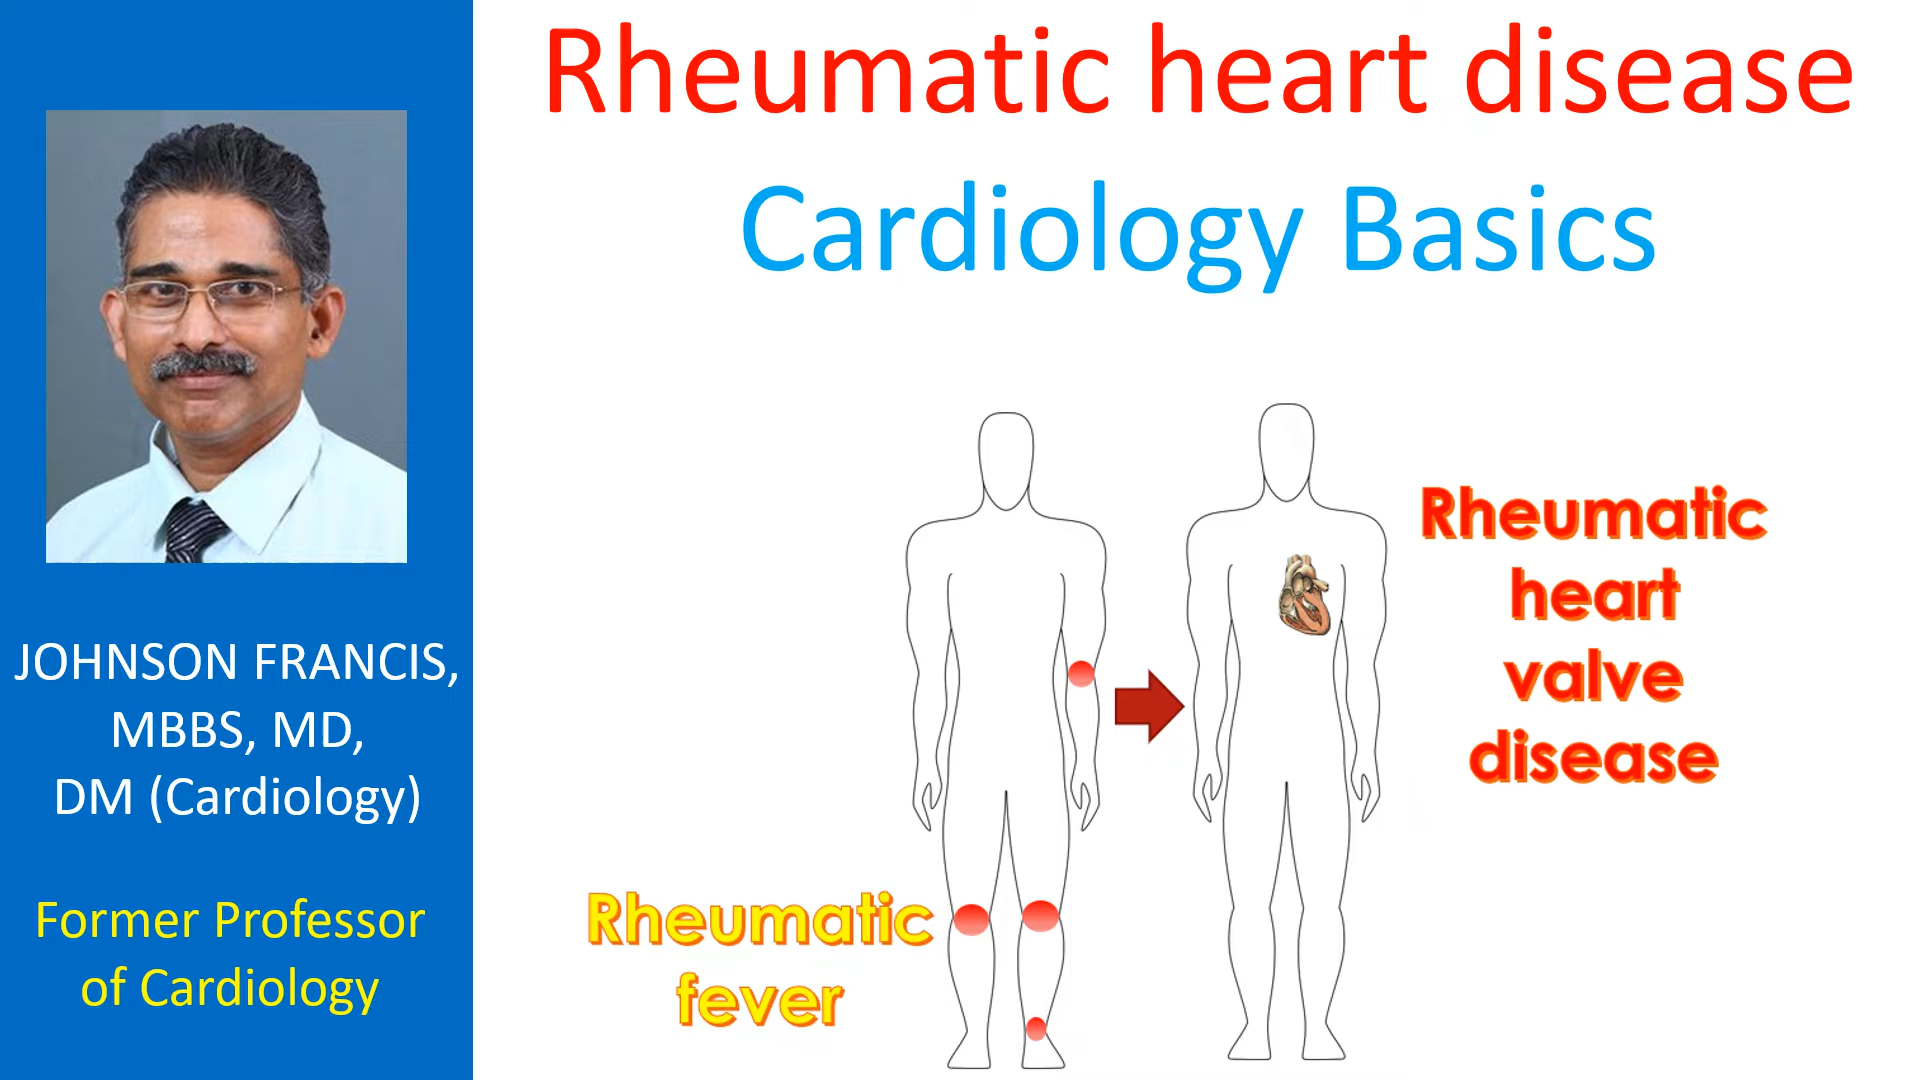 Rheumatic heart disease
Cardiology Basics
JOHNSON FRANCIS,
MBBS, MD,
DM (Cardiology)
Former Professor
of Cardiology
Rheumatic
fever
Rheumatic
heart
valve
disease